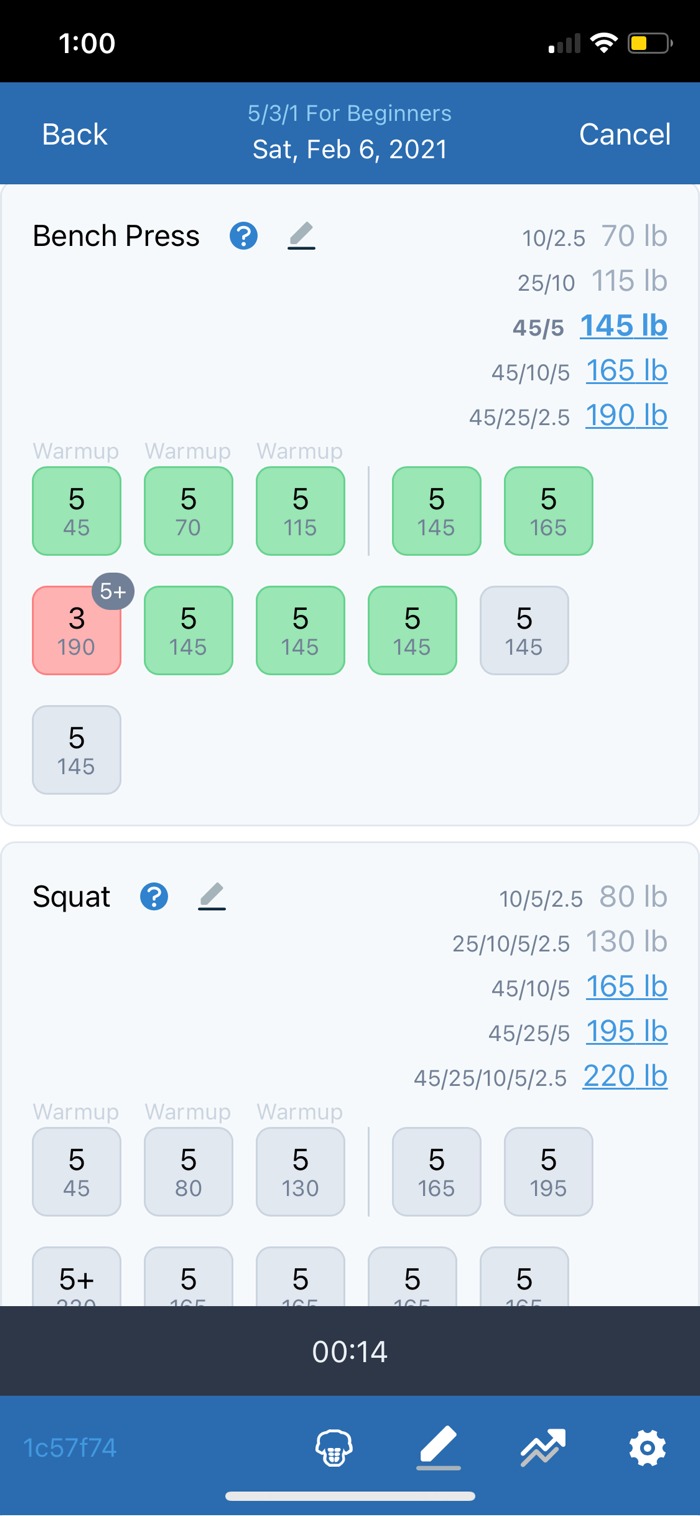 1:00
5/3/1 For Beginners
Back Sat, Feb 6, 2021 Cancel
Bench Press ? 10/2.5 70 lb
25/10 115 lb
45/5 145 lb
45/10/5 165 lb
45/25/2.5 190 lb
Warmup Warmup Warmup
5 5 5 5 5
45 70 115 145 165
5+
3 5 5 5 5
190 145 145 145 145
5
145
Squat ? 10/5/2.5 80 lb
25/10/5/2.5 130 lb
45/10/5 165 lb
45/25/5 195 lb
45/25/10/5/2.5 220 lb
Warmup Warmup Warmup
5 5 5 5 5
45 80 130 165 195
5+ 5 5 5 5
220 165 165 165 165
00:14
1c57f74